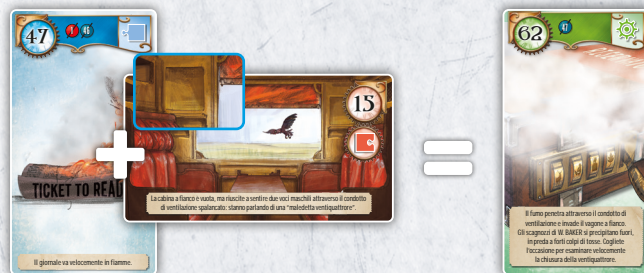 47
46
TICKET TO READ
Il giornale va velocemente in fiamme.
15
La cabina a fianco è vuota, ma riuscite a sentire due voci maschili attraverso il condotto
di ventilazione spalancato: stanno parlando di una "maledetta ventiquattrore".
62
47
Il fumo penetra attraverso il condotto di
ventilazione e invade il vagone a fianco.
Gli scagnozzi di W. BAKER si precipitano fuori,
in preda a forti colpi di tosse. Cogliete
l'occasione per esaminare velocemente
la chiusura della ventiquattrore.